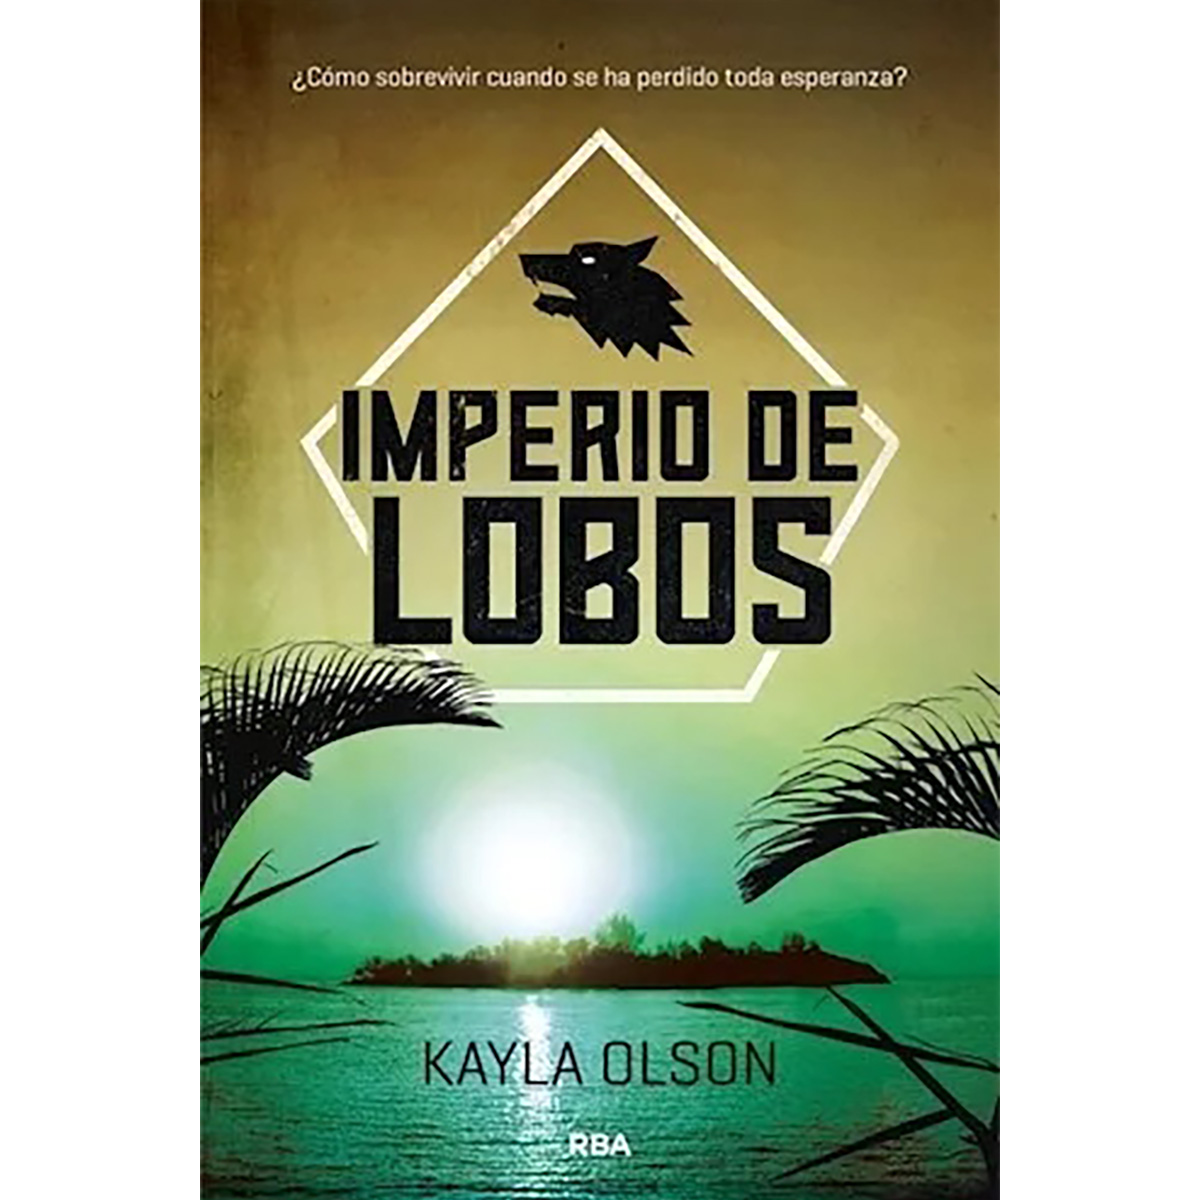 ¿Cómo sobrevivir cuando se ha perdido toda esperanza?
IMPERIO DE
LOBOS
KAYLA OLSON
RBA